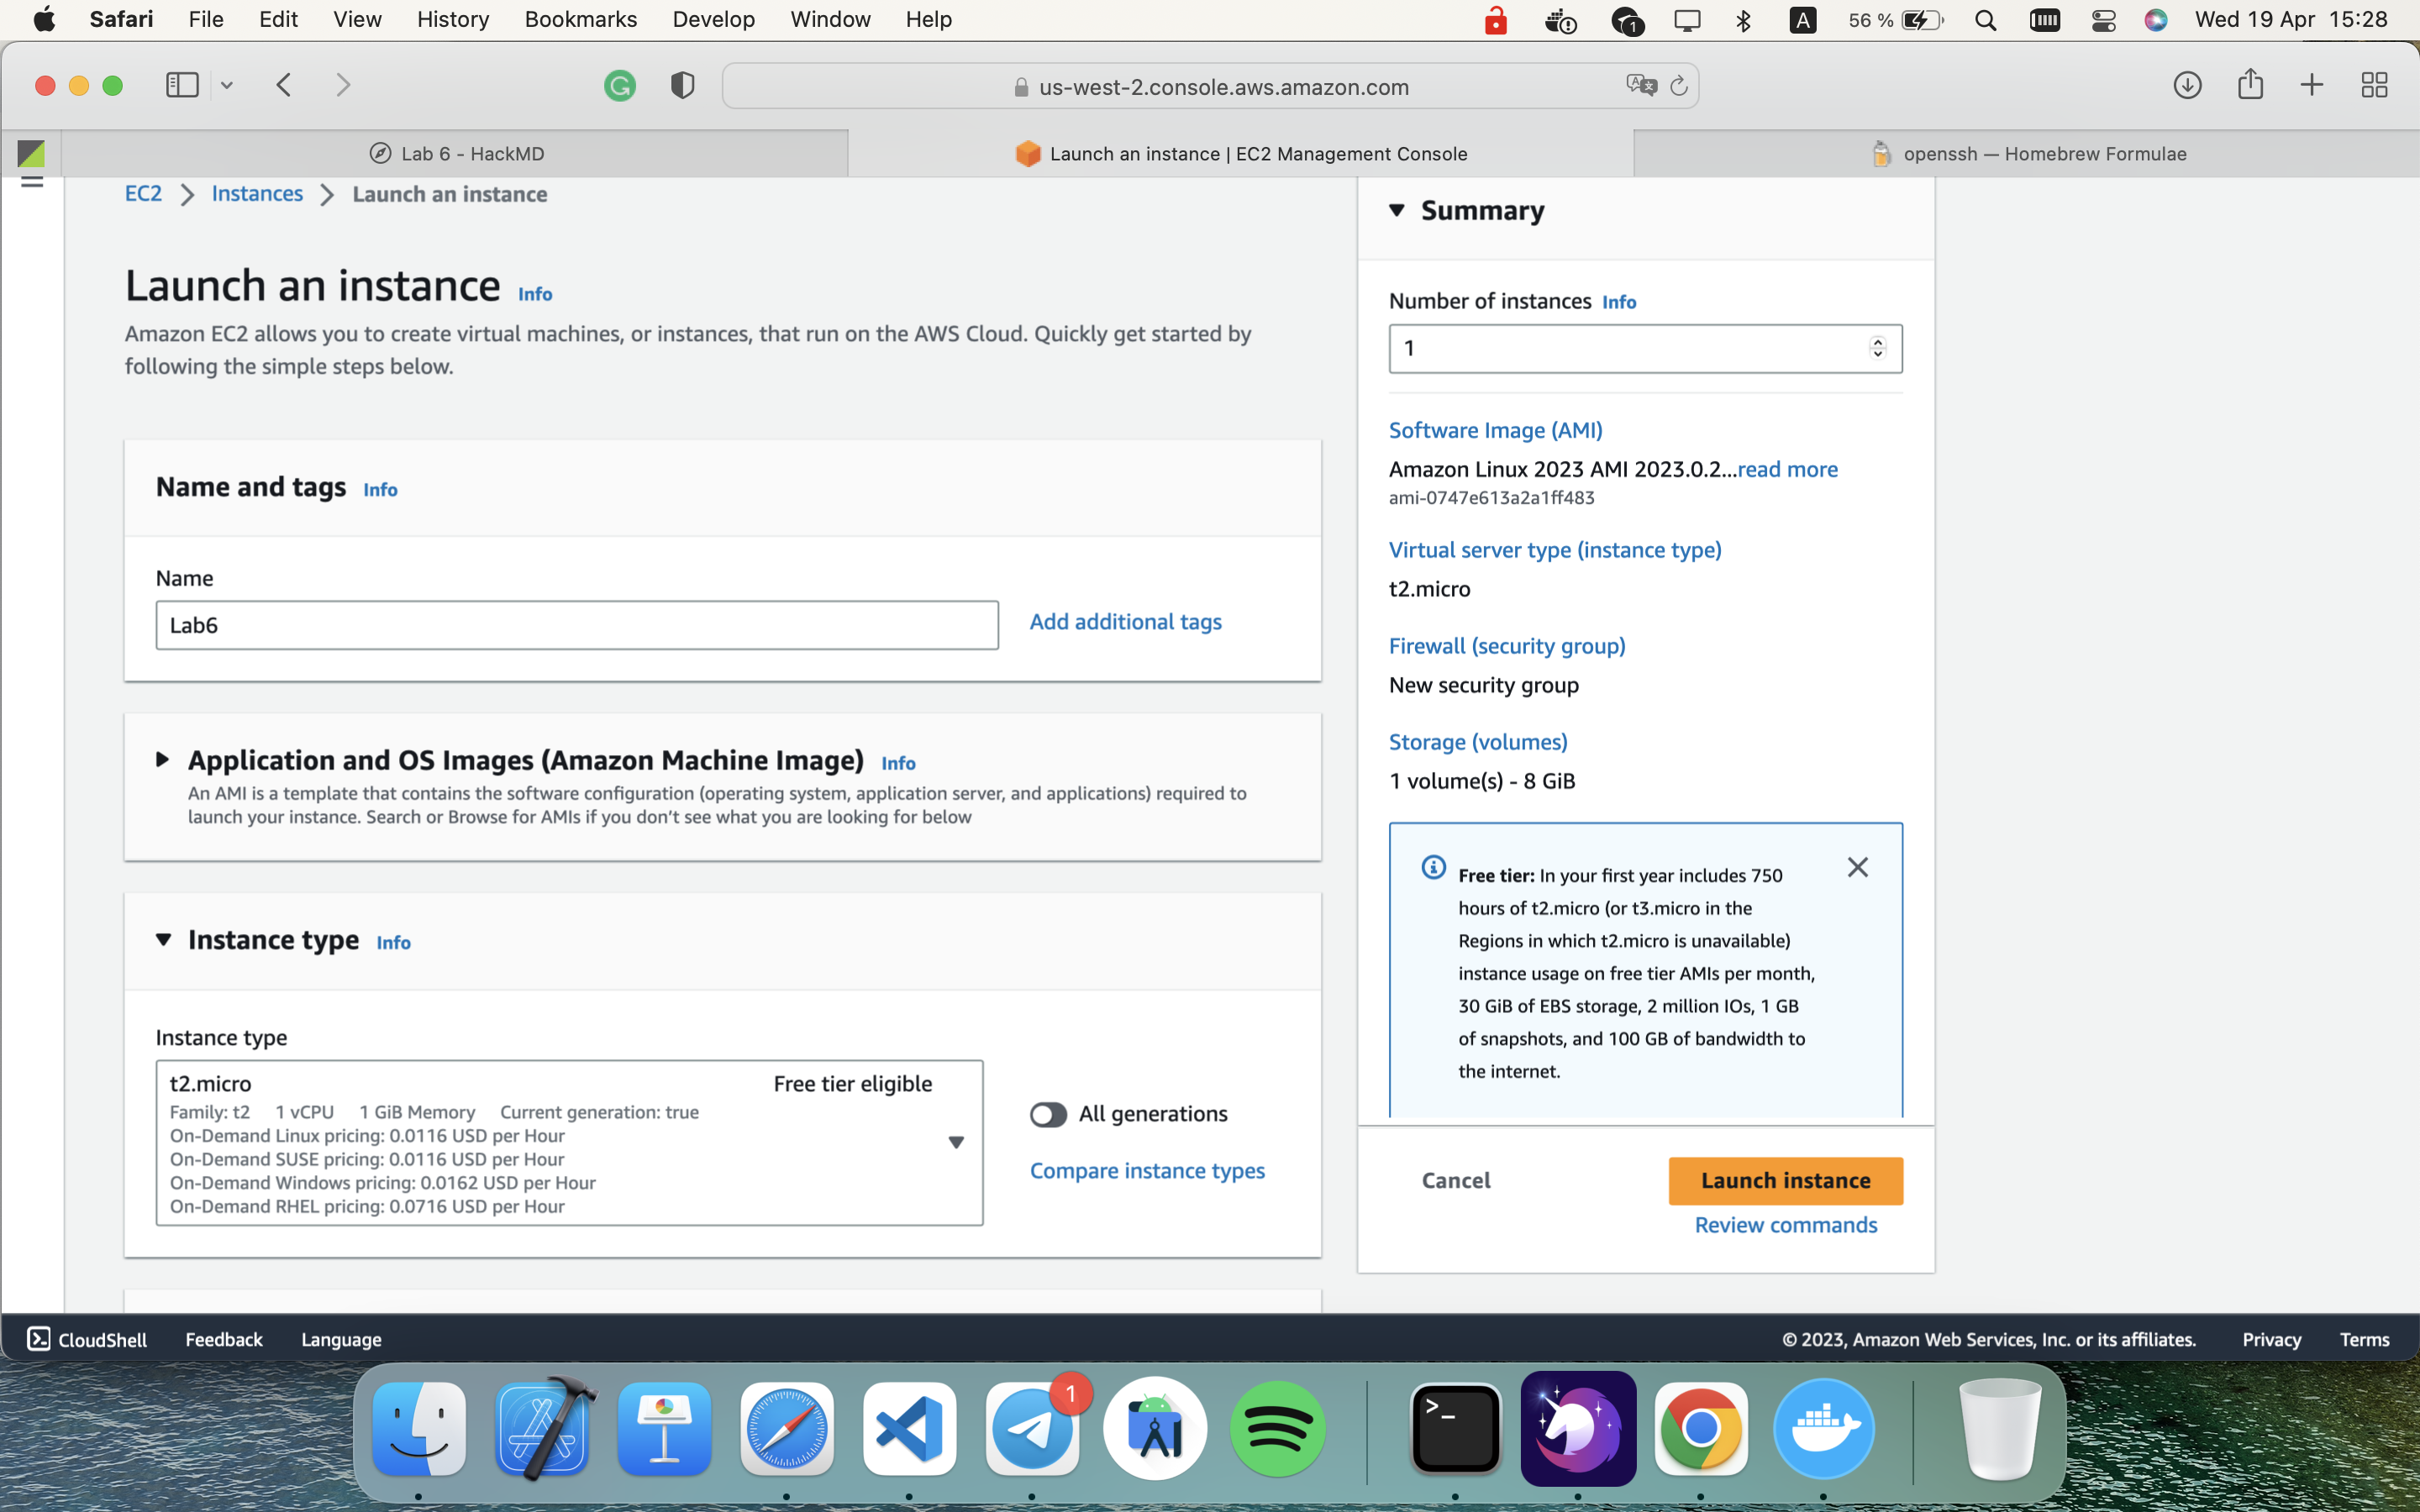 Safari File Edit View History Bookmarks Develop Window Help
1
A
56 %
Wed 19 Apr 15:28
us-west-2.console.aws.amazon.com
Lab 6 - HackMD
Launch an instance | EC2 Management Console
openssh — Homebrew Formulae
EC2 > Instances > Launch an instance
Launch an instance Info
Amazon EC2 allows you to create virtual machines, or instances, that run on the AWS Cloud. Quickly get started by
following the simple steps below.
Name and tags Info
Name
Lab6
Add additional tags
Application and OS Images (Amazon Machine Image) Info
An AMI is a template that contains the software configuration (operating system, application server, and applications) required to
launch your instance. Search or Browse for AMIs if you don't see what you are looking for below
Instance type Info
Instance type
t2.micro Free tier eligible
Family: t2 1 vCPU 1 GiB Memory Current generation: true
On-Demand Linux pricing: 0.0116 USD per Hour
On-Demand SUSE pricing: 0.0116 USD per Hour
On-Demand Windows pricing: 0.0162 USD per Hour
On-Demand RHEL pricing: 0.0716 USD per Hour
All generations
Compare instance types
Summary
Number of instances Info
1
Software Image (AMI)
Amazon Linux 2023 AMI 2023.0.2...read more
ami-0747e613a2a1ff483
Virtual server type (instance type)
t2.micro
Firewall (security group)
New security group
Storage (volumes)
1 volume(s) - 8 GiB
Free tier: In your first year includes 750
hours of t2.micro (or t3.micro in the
Regions in which t2.micro is unavailable)
instance usage on free tier AMIs per month,
30 GiB of EBS storage, 2 million IOs, 1 GB
of snapshots, and 100 GB of bandwidth to
the internet.
Cancel
Launch instance
Review commands
CloudShell Feedback Language
© 2023, Amazon Web Services, Inc. or its affiliates. Privacy Terms
1